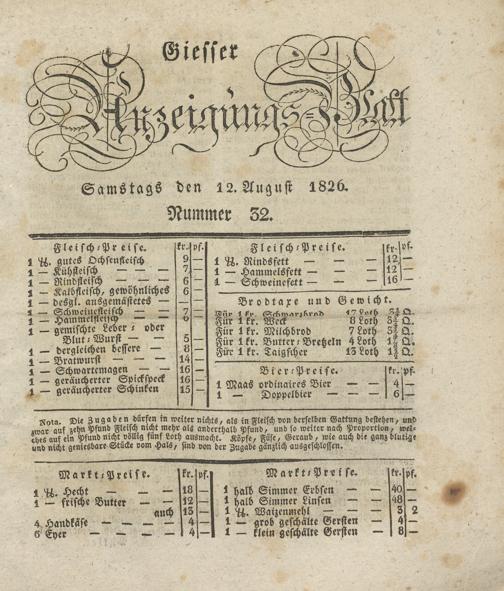 Giesser
Anzeigungs-Blatt
Samstags den 12. August 1826.
Nummer 32.
Fleisch-Preise. kr. pf.
1 ℔. gutes Ochsenfleisch 9 —
1 — Kühfleisch — — — 7 —
1 — Rindfleisch — — 6 —
1 — Kalbfleisch, gewöhnliches 6 —
1 — desgl. ausgemästetes — —
1 — Schweinefleisch — — 7 —
1 — Hammelfleisch — —
1 — gemischte Leber- oder
Blut-Wurst — — 5 —
1 — dergleichen bessere — 8 —
1 — Bratwurst — — 14 —
1 — Schwartemagen — — 16 —
1 — geräucherter Spickspeck 16 —
1 — geräucherter Schinken 15 —
Fleisch-Preise. kr. pf.
1 ℔. Rindsfett — — 12 —
1 — Hammelsfett — — 12 —
1 — Schweinefett — — 16 —
Brodtaxe und Gewicht.
Für 1 kr. Schwarzbrod 17 Loth
Für 1 kr. Weck 8 Loth
Für 1 kr. Milchbrod 7 Loth
Für 1 kr. Butter-Bretzeln 4 Loth
Für 1 kr. Taigscher 13 Loth
Bier-Preise. kr. pf.
1 Maas ordinaires Bier — — 4 —
1 — Doppelbier — — 6 —
Nota. Die Zugaben dürfen in weiter nichts, als in Fleisch von derselben Gattung bestehen, und
zwar auf zehn Pfund Fleisch nicht mehr als anderthalb Pfund, und so weiter nach Proportion, wel-
ches auf ein Pfund nicht völlig fünf Loth ausmacht. Köpfe, Füse, Geraub, wie auch die ganz blutige
und nicht geniesbare Stücke vom Hals, sind von der Zugabe gänzlich ausgeschlossen.
Markt-Preise. kr. pf.
1 ℔. Hecht — — 18 —
1 — frische Butter — — 12 —
auch 13 —
4 Handkäse — — — 4 —
6 Eyer — — — 4 —
Markt-Preise. kr. pf.
1 halb Simmer Erbsen — 40 —
1 halb Simmer Linsen — 48 —
1 ℔. Waizenmehl — — 3 2
1 — grob geschälte Gersten — 4 —
1 — klein geschälte Gersten — 8 —